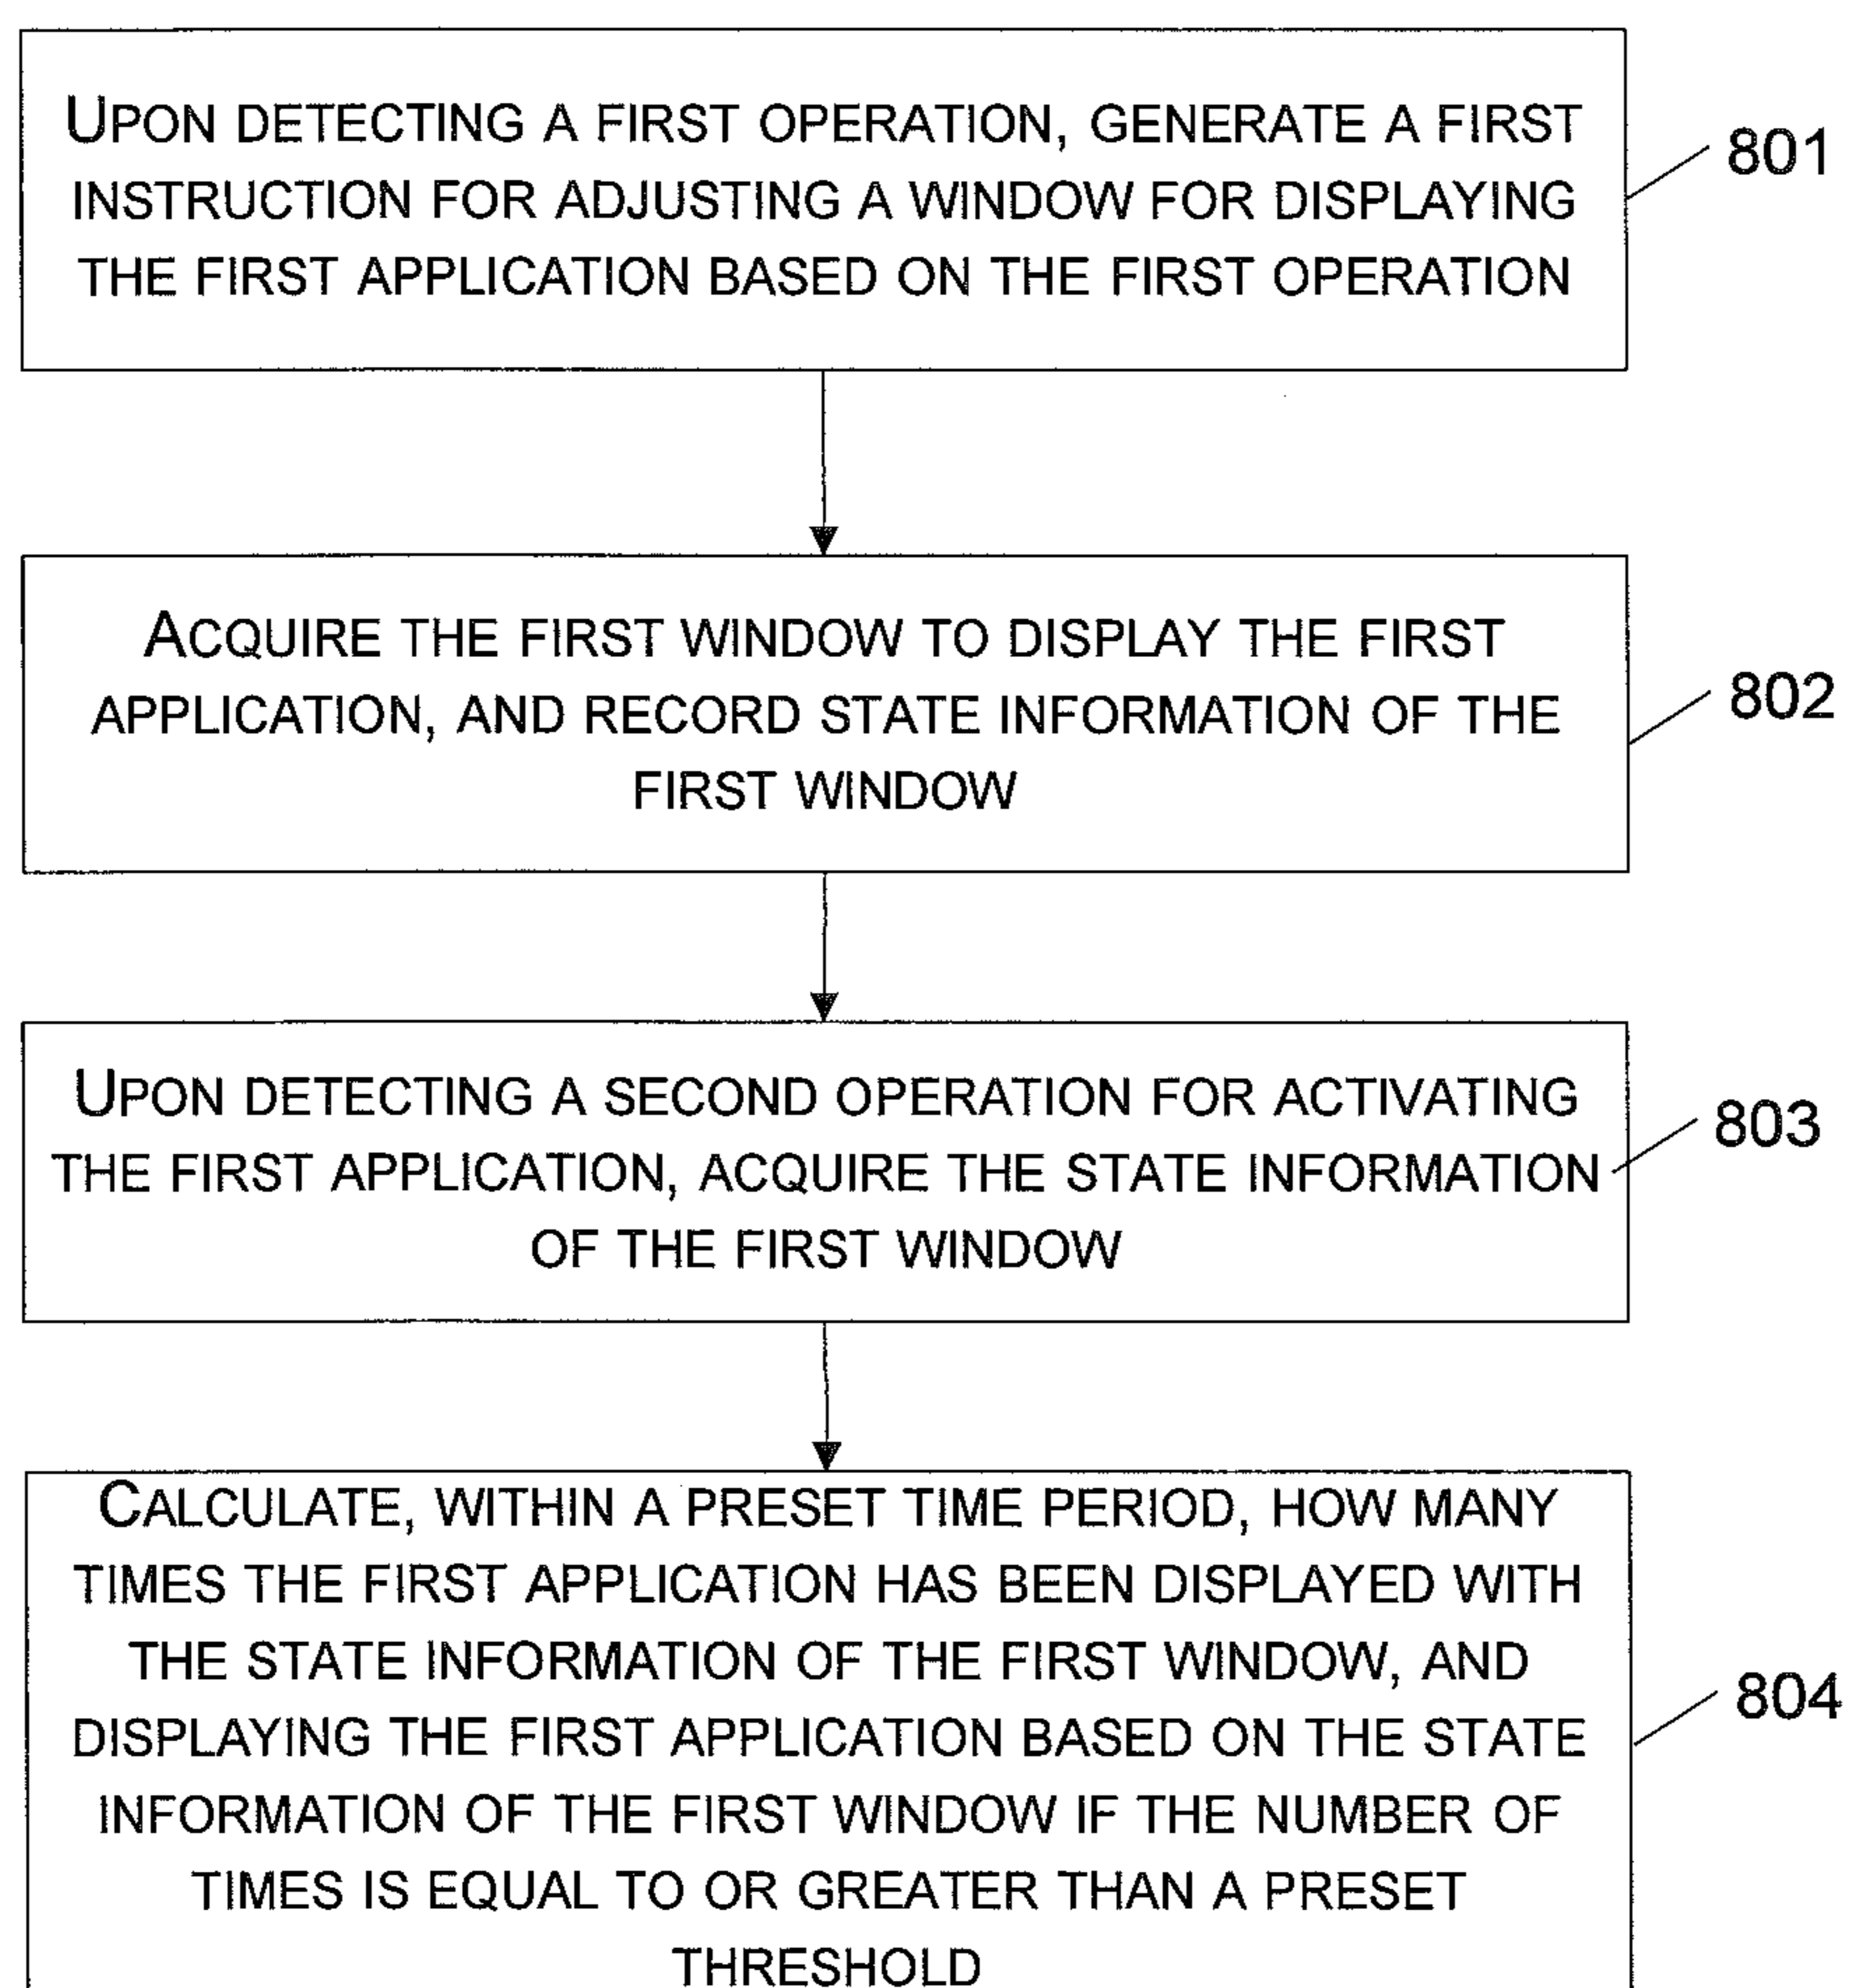 UPON DETECTING A FIRST OPERATION, GENERATE A FIRST
INSTRUCTION FOR ADJUSTING A WINDOW FOR DISPLAYING
THE FIRST APPLICATION BASED ON THE FIRST OPERATION
801
ACQUIRE THE FIRST WINDOW TO DISPLAY THE FIRST
APPLICATION, AND RECORD STATE INFORMATION OF THE
FIRST WINDOW
802
UPON DETECTING A SECOND OPERATION FOR ACTIVATING
THE FIRST APPLICATION, ACQUIRE THE STATE INFORMATION
OF THE FIRST WINDOW
803
CALCULATE, WITHIN A PRESET TIME PERIOD, HOW MANY
TIMES THE FIRST APPLICATION HAS BEEN DISPLAYED WITH
THE STATE INFORMATION OF THE FIRST WINDOW, AND
DISPLAYING THE FIRST APPLICATION BASED ON THE STATE
INFORMATION OF THE FIRST WINDOW IF THE NUMBER OF
TIMES IS EQUAL TO OR GREATER THAN A PRESET
THRESHOLD
804